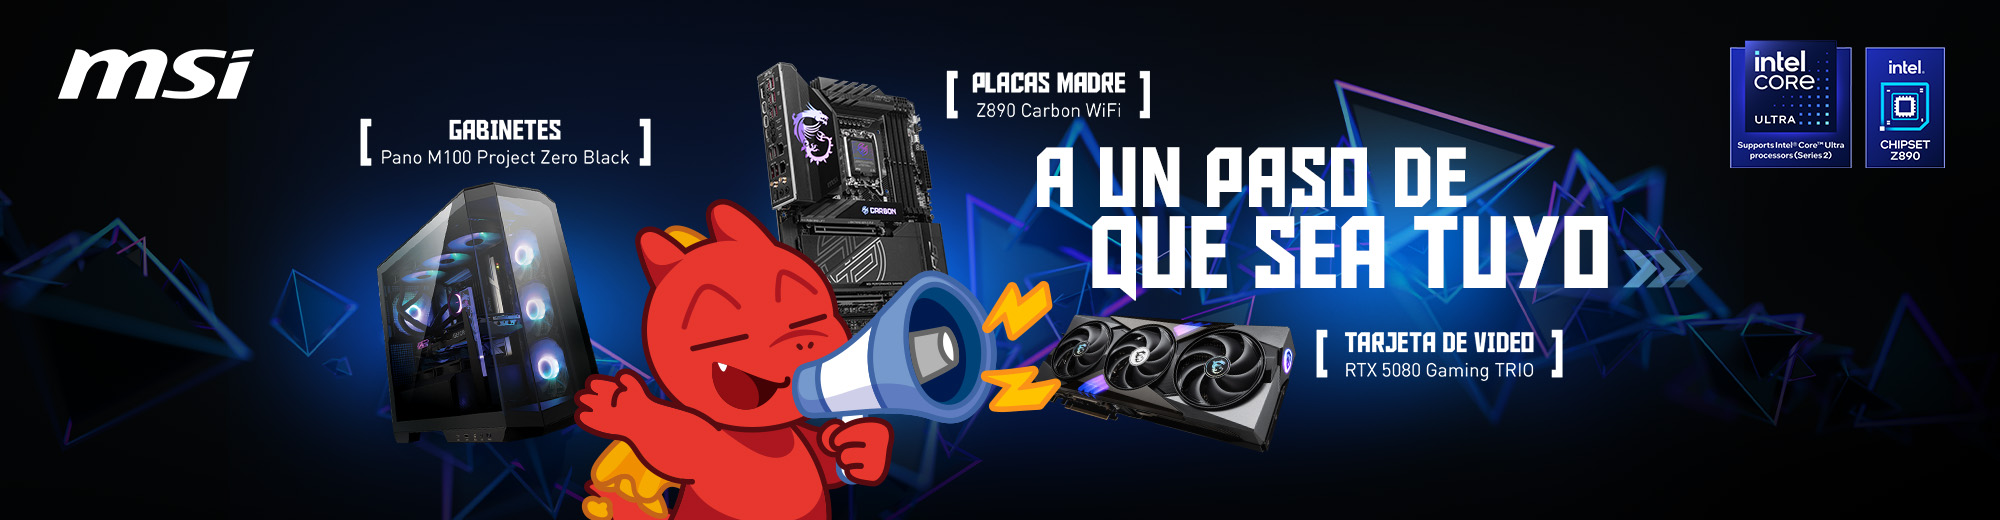 msi
GABINETES
Pano M100 Project Zero Black
PLACAS MADRE
Z890 Carbon WiFi
CARBON
A UN PASO DE
QUE SEA TUYO
TARJETA DE VIDEO
RTX 5080 Gaming TRIO
intel
CORE
ULTRA
Supports Intel® Core™ Ultra
processors (Series 2)
intel.
CHIPSET
Z890